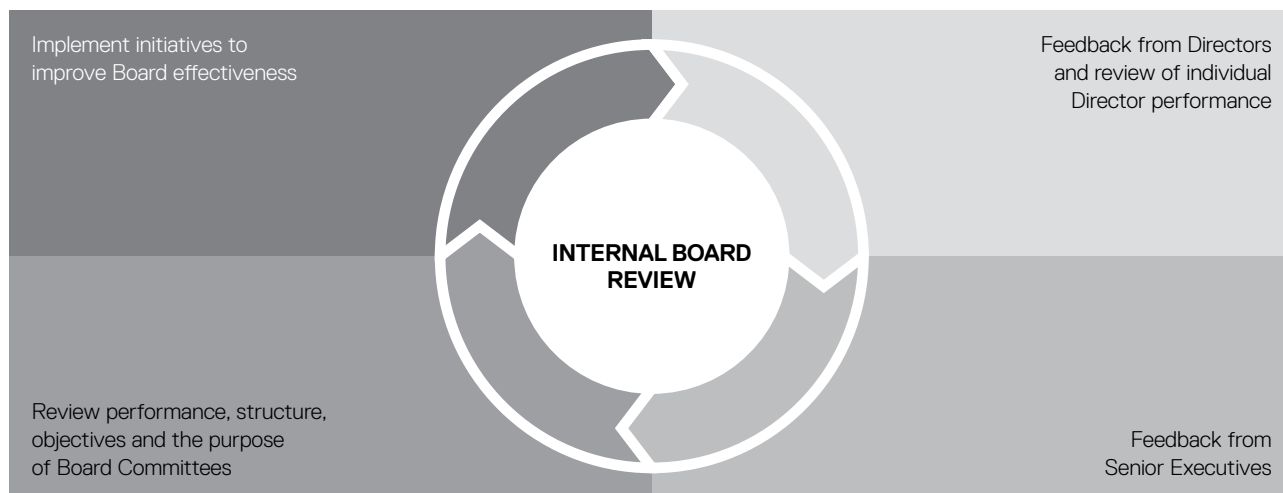 Implement initiatives to
improve Board effectiveness
Feedback from Directors
and review of individual
Director performance
INTERNAL BOARD
REVIEW
Review performance, structure,
objectives and the purpose
of Board Committees
Feedback from
Senior Executives